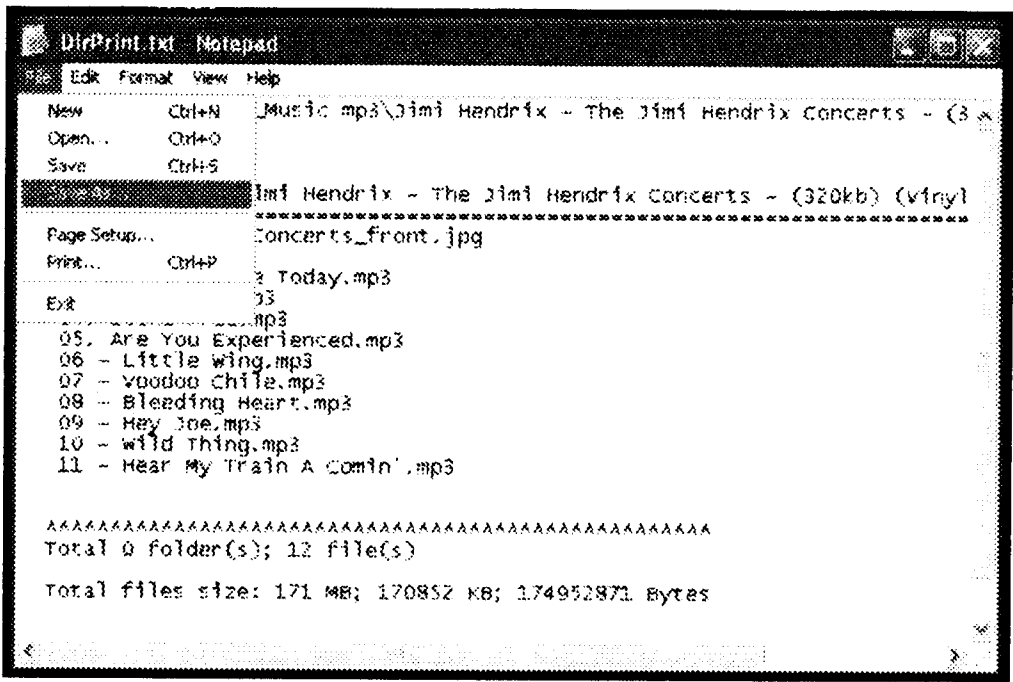 DirPrint.txt - Notepad
File Edit Format View Help
New Ctrl+N
Open... Ctrl+O
Save Ctrl+S
Page Setup...
Print... Ctrl+P
Exit
_Music mp3\Jimi Hendrix - The Jimi Hendrix Concerts - (3
imi Hendrix - The Jimi Hendrix Concerts - (320kb) (Vinyl
Concerts_front.jpg
Today.mp3
mp3
05. Are You Experienced.mp3
06 - Little Wing.mp3
07 - Voodoo Chile.mp3
08 - Bleeding Heart.mp3
09 - Hey Joe.mp3
10 - Wild Thing.mp3
11 - Hear My Train A Comin'.mp3
Total 0 folder(s); 12 file(s)
Total files size: 171 MB; 170852 KB; 174952871 Bytes